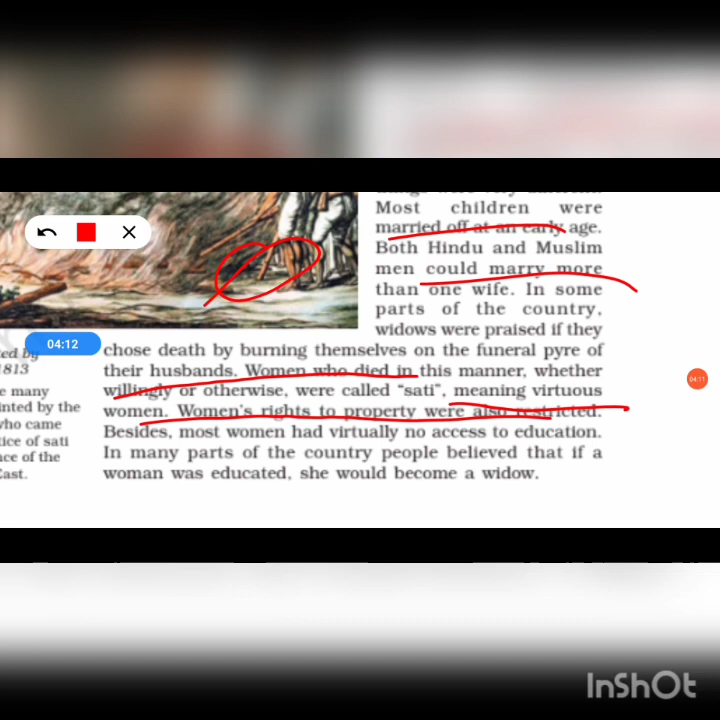 Most children were
married off at an early age.
Both Hindu and Muslim
men could marry more
than one wife. In some
parts of the country,
widows were praised if they
04:12
chose death by burning themselves on the funeral pyre of
1813
their husbands. Women who died in this manner, whether
04:11
e many
willingly or otherwise, were called “sati”, meaning virtuous
inted by the
women. Women's rights to property were also restricted.
who came
Besides, most women had virtually no access to education.
tice of sati
In many parts of the country people believed that if a
nce of the
woman was educated, she would become a widow.
East.
InShOt